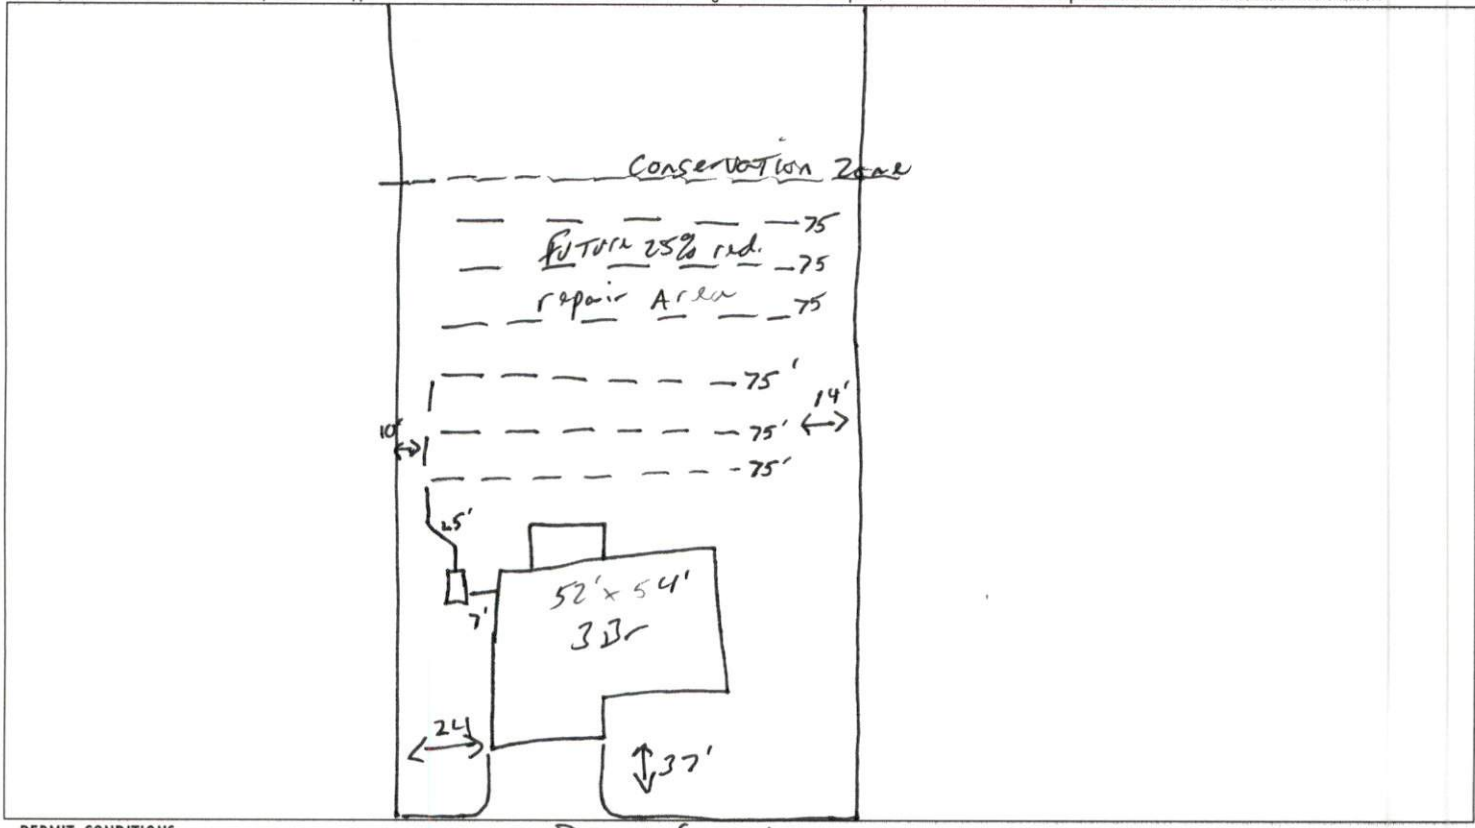 Conservation Zone
75
Future 25% red.
75
repair Area
75
75'
14'
10'
75'
75'
25'
52' x 54'
7'
3 Br
24
37'
PERMIT CONDITIONS